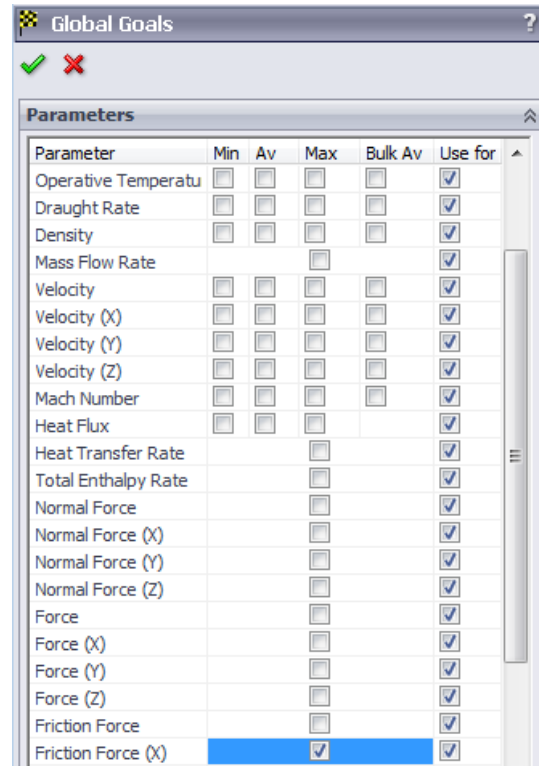 Global Goals ?
Parameters
Parameter Min Av Max Bulk Av Use for
Operative Temperatu
Draught Rate
Density
Mass Flow Rate
Velocity
Velocity (X)
Velocity (Y)
Velocity (Z)
Mach Number
Heat Flux
Heat Transfer Rate
Total Enthalpy Rate
Normal Force
Normal Force (X)
Normal Force (Y)
Normal Force (Z)
Force
Force (X)
Force (Y)
Force (Z)
Friction Force
Friction Force (X)